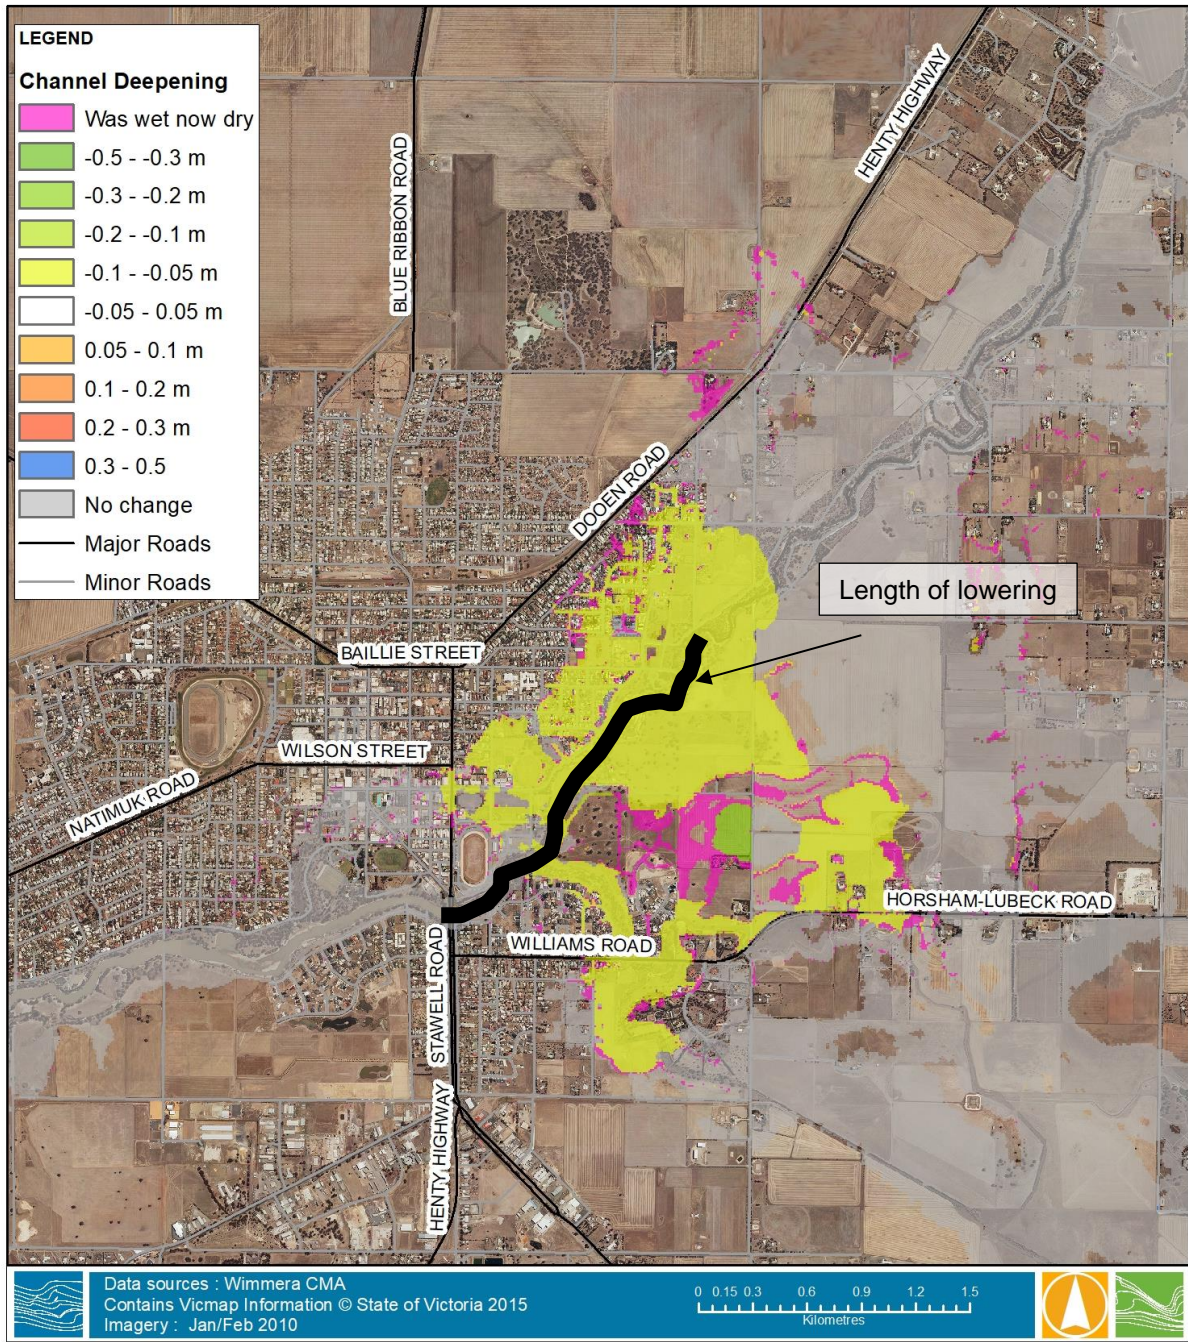 LEGEND
Channel Deepening
Was wet now dry
-0.5 - -0.3 m
-0.3 - -0.2 m
-0.2 - -0.1 m
-0.1 - -0.05 m
-0.05 - 0.05 m
0.05 - 0.1 m
0.1 - 0.2 m
0.2 - 0.3 m
0.3 - 0.5
No change
Major Roads
Minor Roads
BLUE RIBBON ROAD
HENTY HIGHWAY
DOOEN ROAD
Length of lowering
BAILLIE STREET
WILSON STREET
NATIMUK ROAD
HORSHAM-LUBECK ROAD
WILLIAMS ROAD
STAWELL ROAD
HENTY HIGHWAY
Data sources : Wimmera CMA
Contains Vicmap Information © State of Victoria 2015
Imagery : Jan/Feb 2010
0 0.15 0.3 0.6 0.9 1.2 1.5
Kilometres